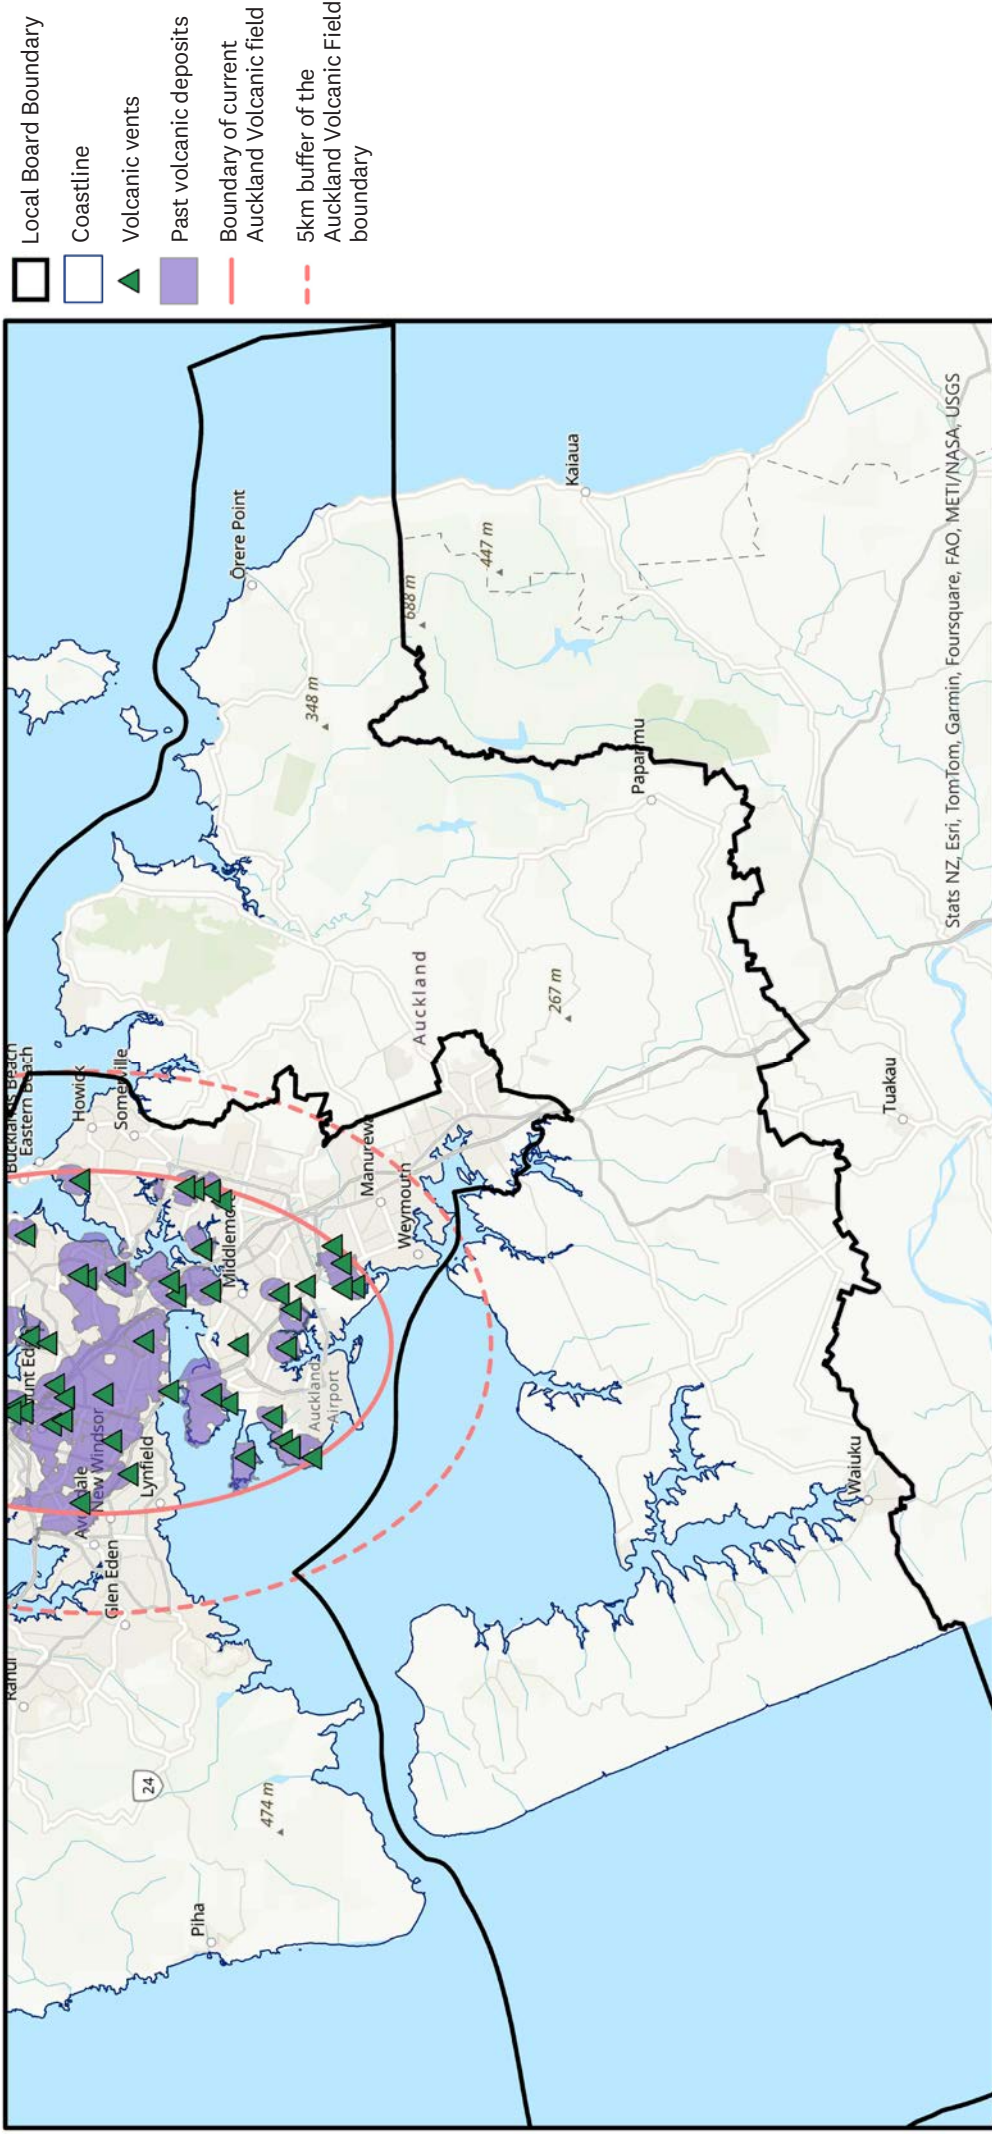 Local Board Boundary
Coastline
Volcanic vents
Past volcanic deposits
Boundary of current
Auckland Volcanic field
5km buffer of the
Auckland Volcanic Field
boundary
Beach
Eastern Beach
Howick
Somerville
Middlemo
Manurewa
Weymouth
Auckland
Auckland
Airport
New Windsor
Lynfield
Glen Eden
24
474 m
Piha
Orere Point
688 m
447 m
Kaiaua
348 m
267 m
Tuakau
Waiuku
Stats NZ, Esri, TomTom, Garmin, Foursquare, FAO, METI/NASA, USGS